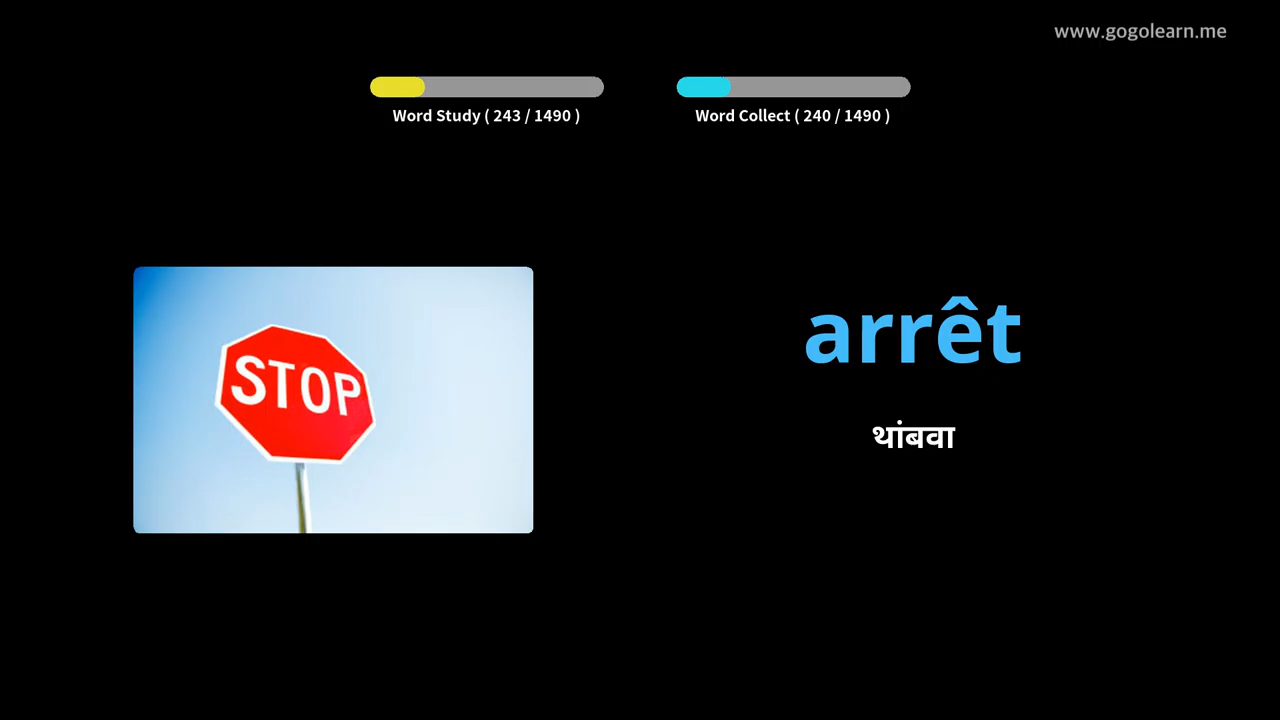 www.gogolearn.me
Word Study ( 243 / 1490 )
Word Collect ( 240 / 1490 )
STOP
arrêt
थांबवा